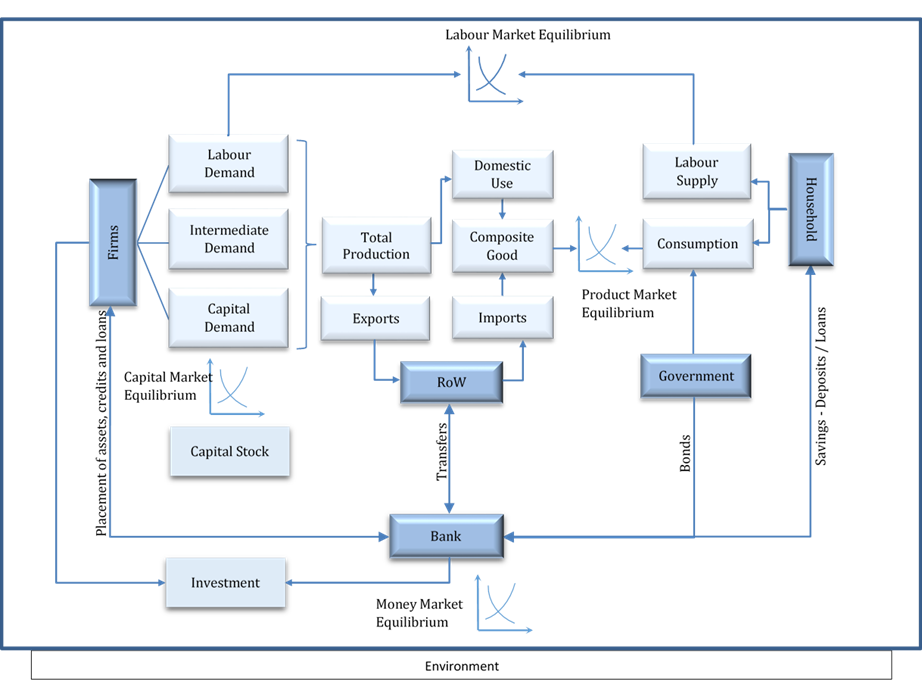 Labour Market Equilibrium
Labour
Demand
Domestic
Use
Labour
Supply
Household
Firms
Intermediate
Demand
Total
Production
Composite
Good
Consumption
Product Market
Equilibrium
Capital
Demand
Exports
Imports
Capital Market
Equilibrium
RoW
Government
Placement of assets, credits and loans
Capital Stock
Transfers
Bonds
Savings - Deposits / Loans
Bank
Investment
Money Market
Equilibrium
Environment